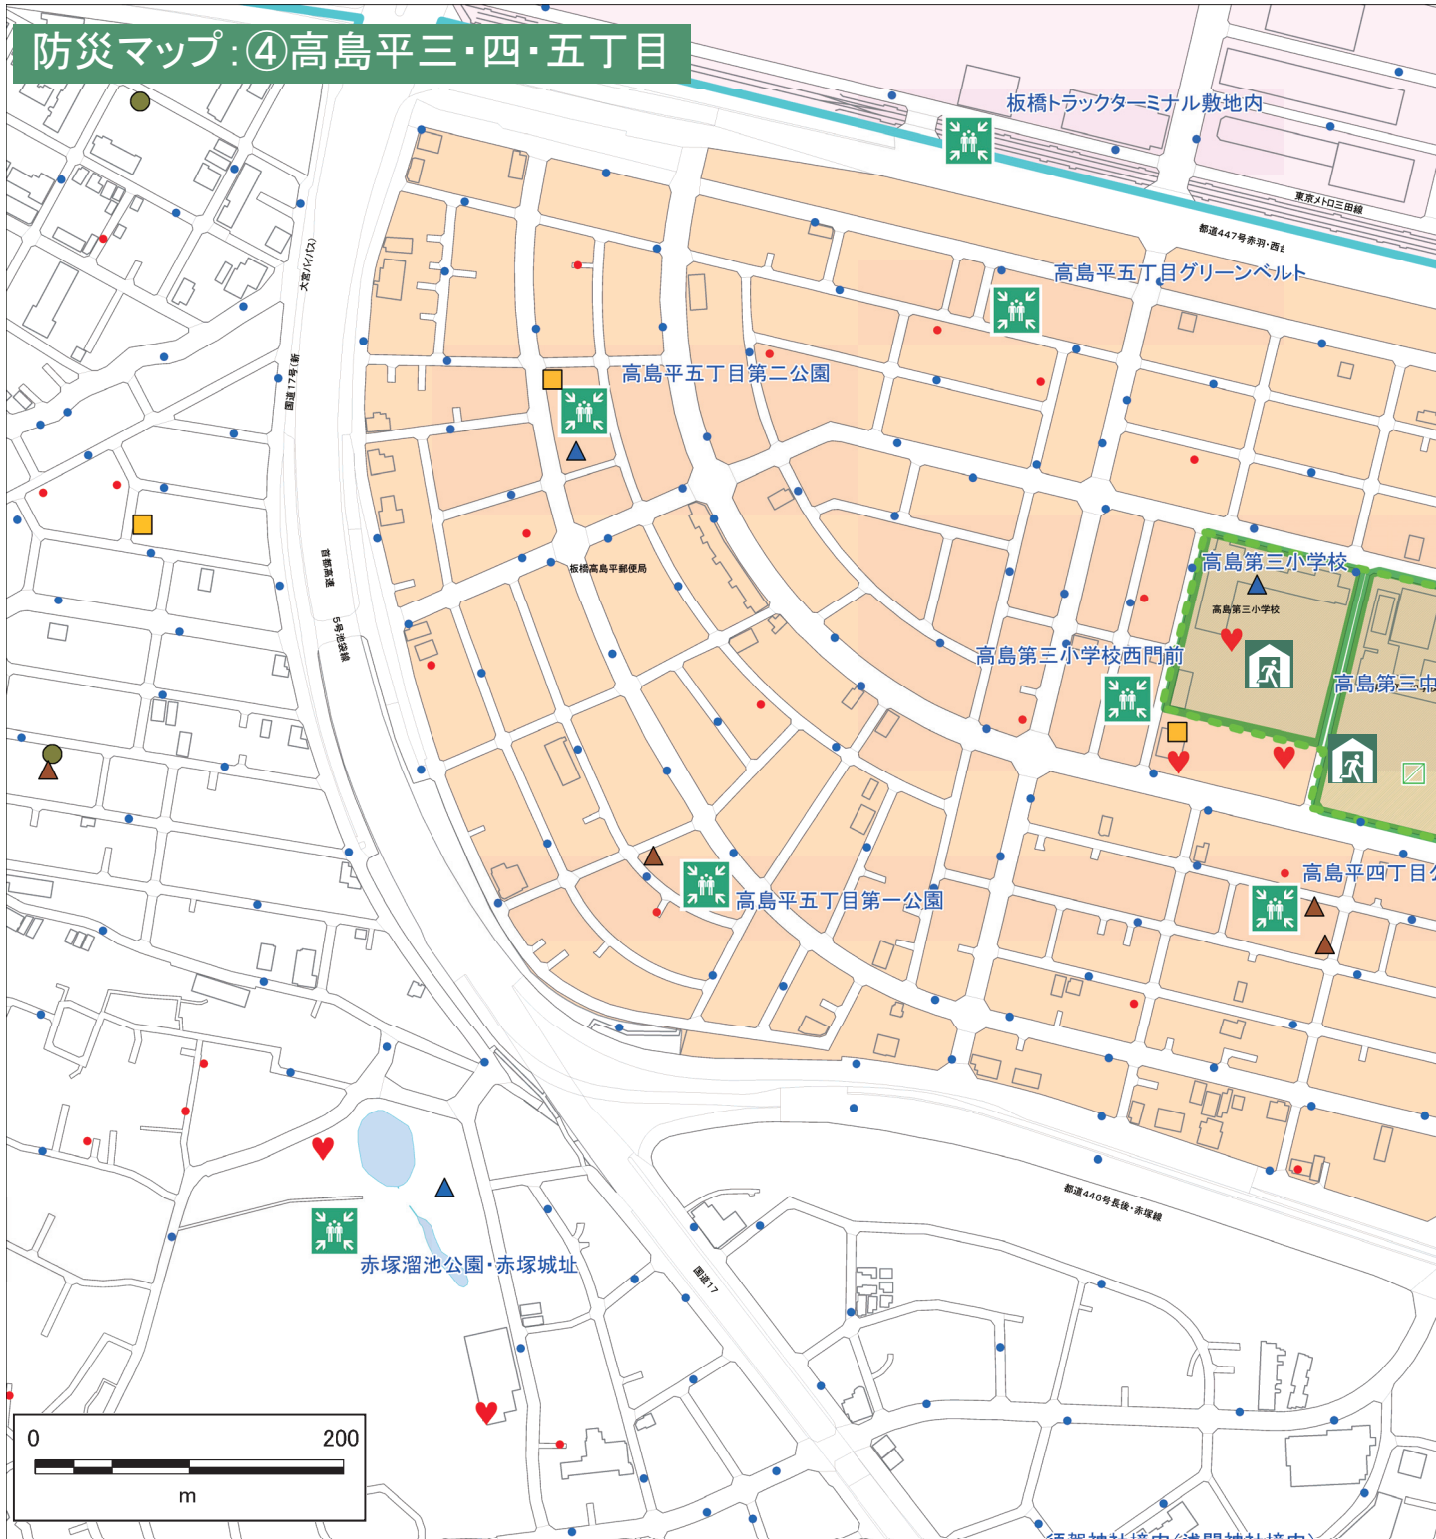 防災マップ:④高島平三・四・五丁目
板橋トラックターミナル敷地内
東京メトロ三田線
都道447号赤羽・西
高島平五丁目グリーンベルト
大宮バイパス)
国道17号(新
高島平五丁目第二公園
首都高速
5号池袋線
板橋高島平郵便局
高島第三小学校
高島第三小学校
高島第三小学校西門前
高島第三中
高島平四丁目
高島平五丁目第一公園
都道446号長後・赤塚線
赤塚溜池公園・赤塚城址
国道17
0 200
m